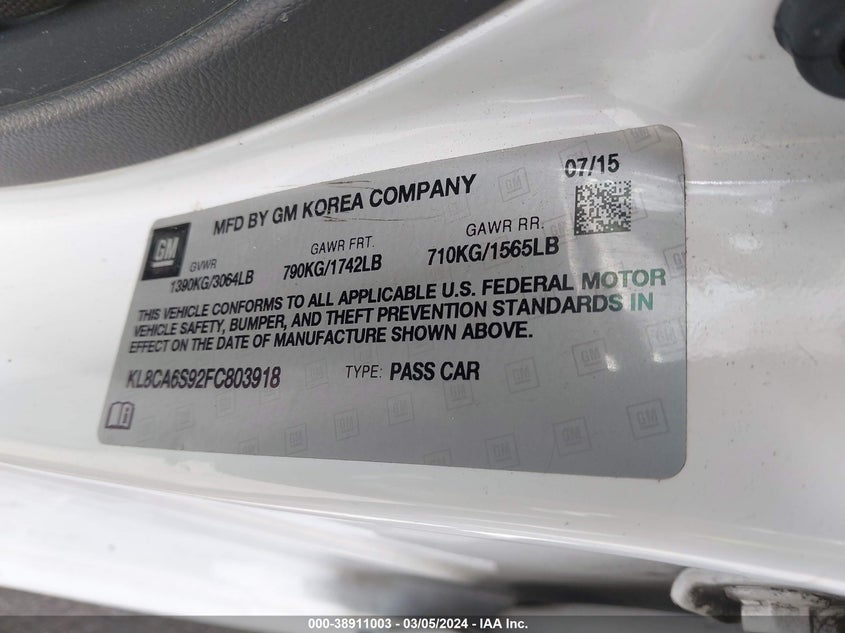 MFD BY GM KOREA COMPANY
07/15
GM
GVWR
GAWR FRT.
GAWR RR.
1390KG/3064LB
790KG/1742LB
710KG/1565LB
THIS VEHICLE CONFORMS TO ALL APPLICABLE U.S. FEDERAL MOTOR
VEHICLE SAFETY, BUMPER, AND THEFT PREVENTION STANDARDS IN
EFFECT ON THE DATE OF MANUFACTURE SHOWN ABOVE.
KL8CA6S92FC803918
TYPE: PASS CAR
000-38911003 — 03/05/2024 — IAA Inc.